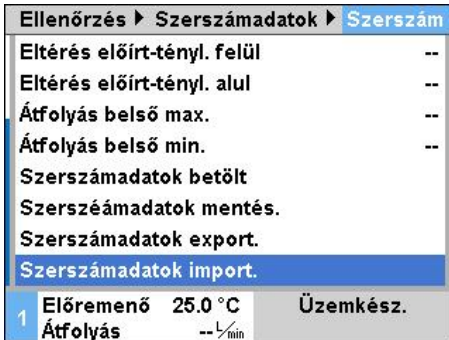 Ellenőrzés ▶ Szerszámadatok ▶ Szerszám
Eltérés előírt-tényl. felül --
Eltérés előírt-tényl. alul --
Átfolyás belső max. --
Átfolyás belső min. --
Szerszámadatok betölt
Szerszéámadatok mentés.
Szerszámadatok export.
Szerszámadatok import.
1 Előremenő 25.0 °C Üzemkész.
Átfolyás -- L/min